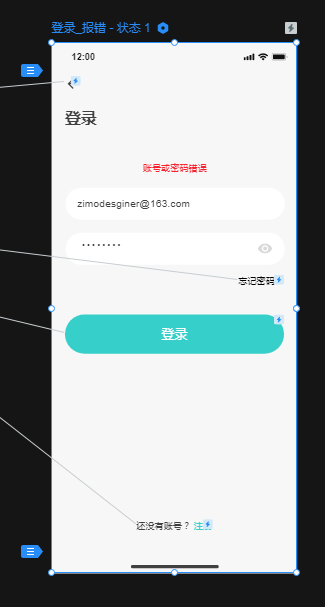 登录_报错 - 状态 1
12:00
登录
账号或密码错误
zimodesginer@163.com
········
忘记密码
登录
还没有账号？ 注